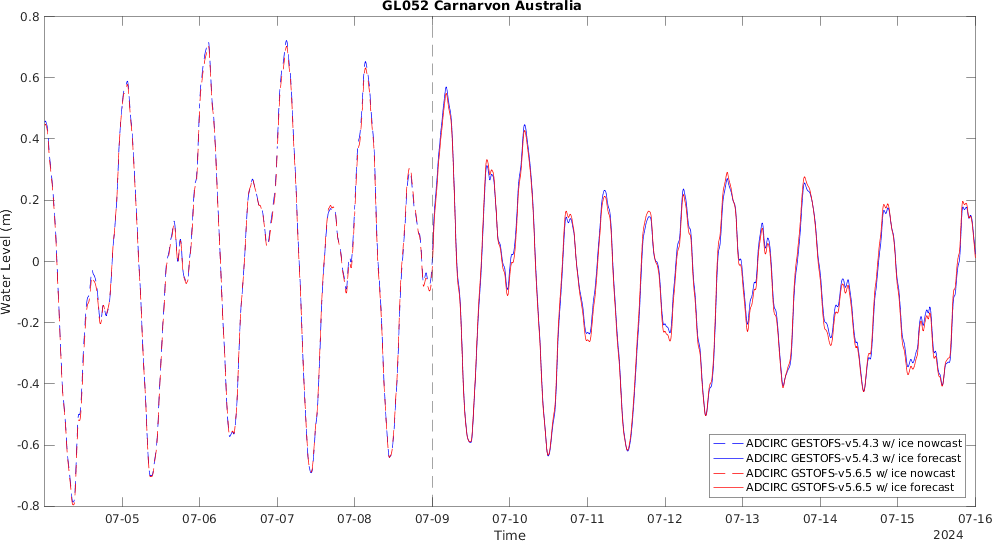 GL052 Carnarvon Australia
Water Level (m)
0.8
0.6
0.4
0.2
0
-0.2
-0.4
-0.6
-0.8
ADCIRC GESTOFS-v5.4.3 w/ ice nowcast
ADCIRC GESTOFS-v5.4.3 w/ ice forecast
ADCIRC GSTOFS-v5.6.5 w/ ice nowcast
ADCIRC GSTOFS-v5.6.5 w/ ice forecast
07-05 07-06 07-07 07-08 07-09 07-10 07-11 07-12 07-13 07-14 07-15 07-16
Time
2024